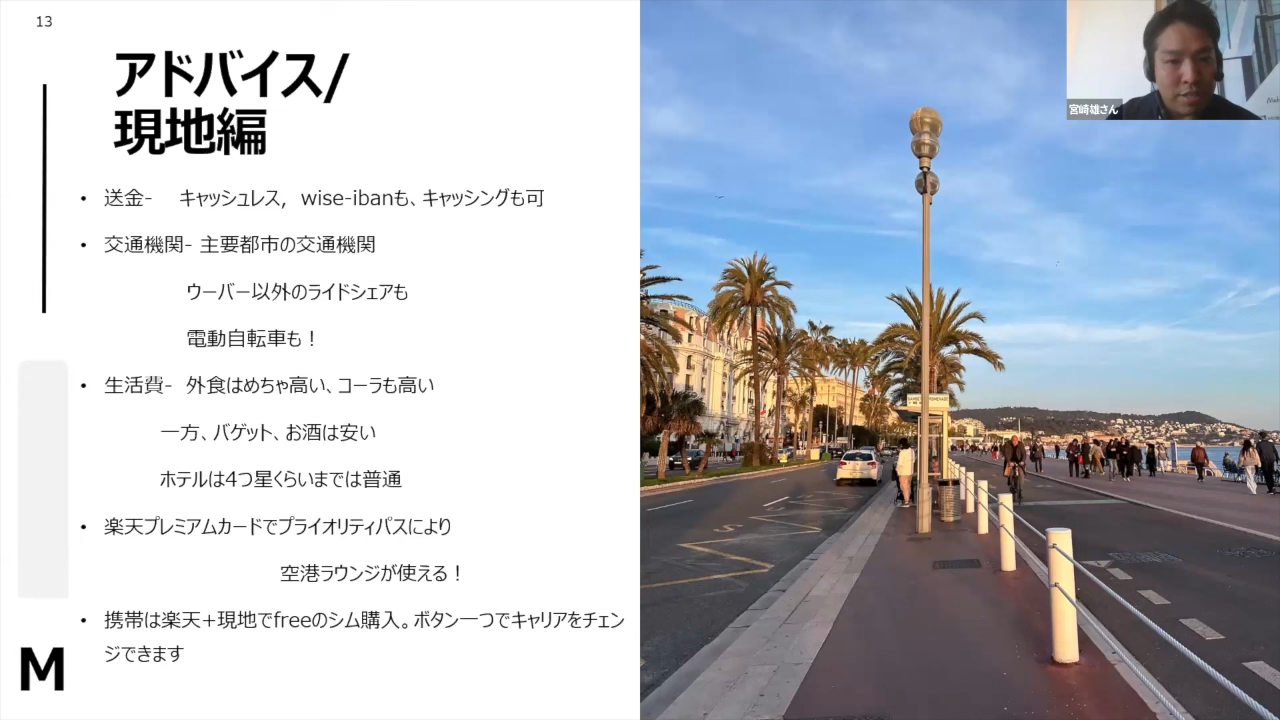 13
アドバイス/
現地編
• 送金- キャッシュレス, wise-ibanも、キャッシングも可
• 交通機関- 主要都市の交通機関
ウーバー以外のライドシェアも
電動自転車も！
• 生活費- 外食はめちゃ高い、コーラも高い
一方、バゲット、お酒は安い
ホテルは4つ星くらいまでは普通
• 楽天プレミアムカードでプライオリティパスにより
空港ラウンジが使える！
• 携帯は楽天+現地でfreeのシム購入。ボタン一つでキャリアをチェン
ジできます
M
宮崎雄さん